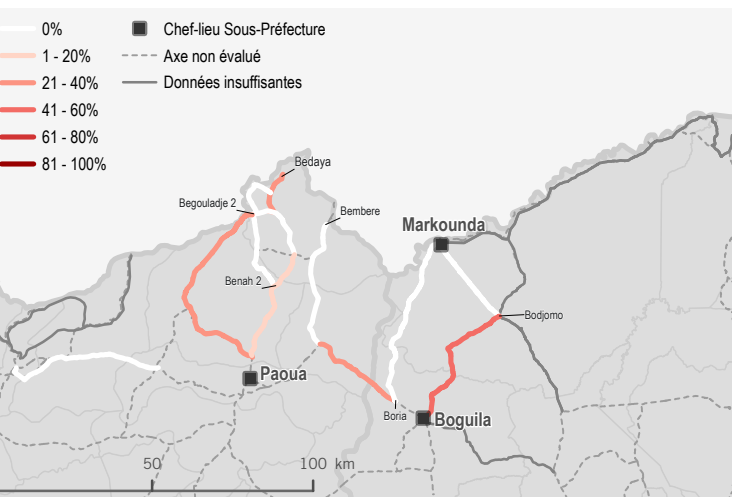 0%
1 - 20%
21 - 40%
41 - 60%
61 - 80%
81 - 100%
Chef-lieu Sous-Préfecture
Axe non évalué
Données insuffisantes
Bedaya
Begouladje 2
Bembere
Markounda
Benah 2
Bodjomo
Paoua
Boria
Boguila
50
100 km